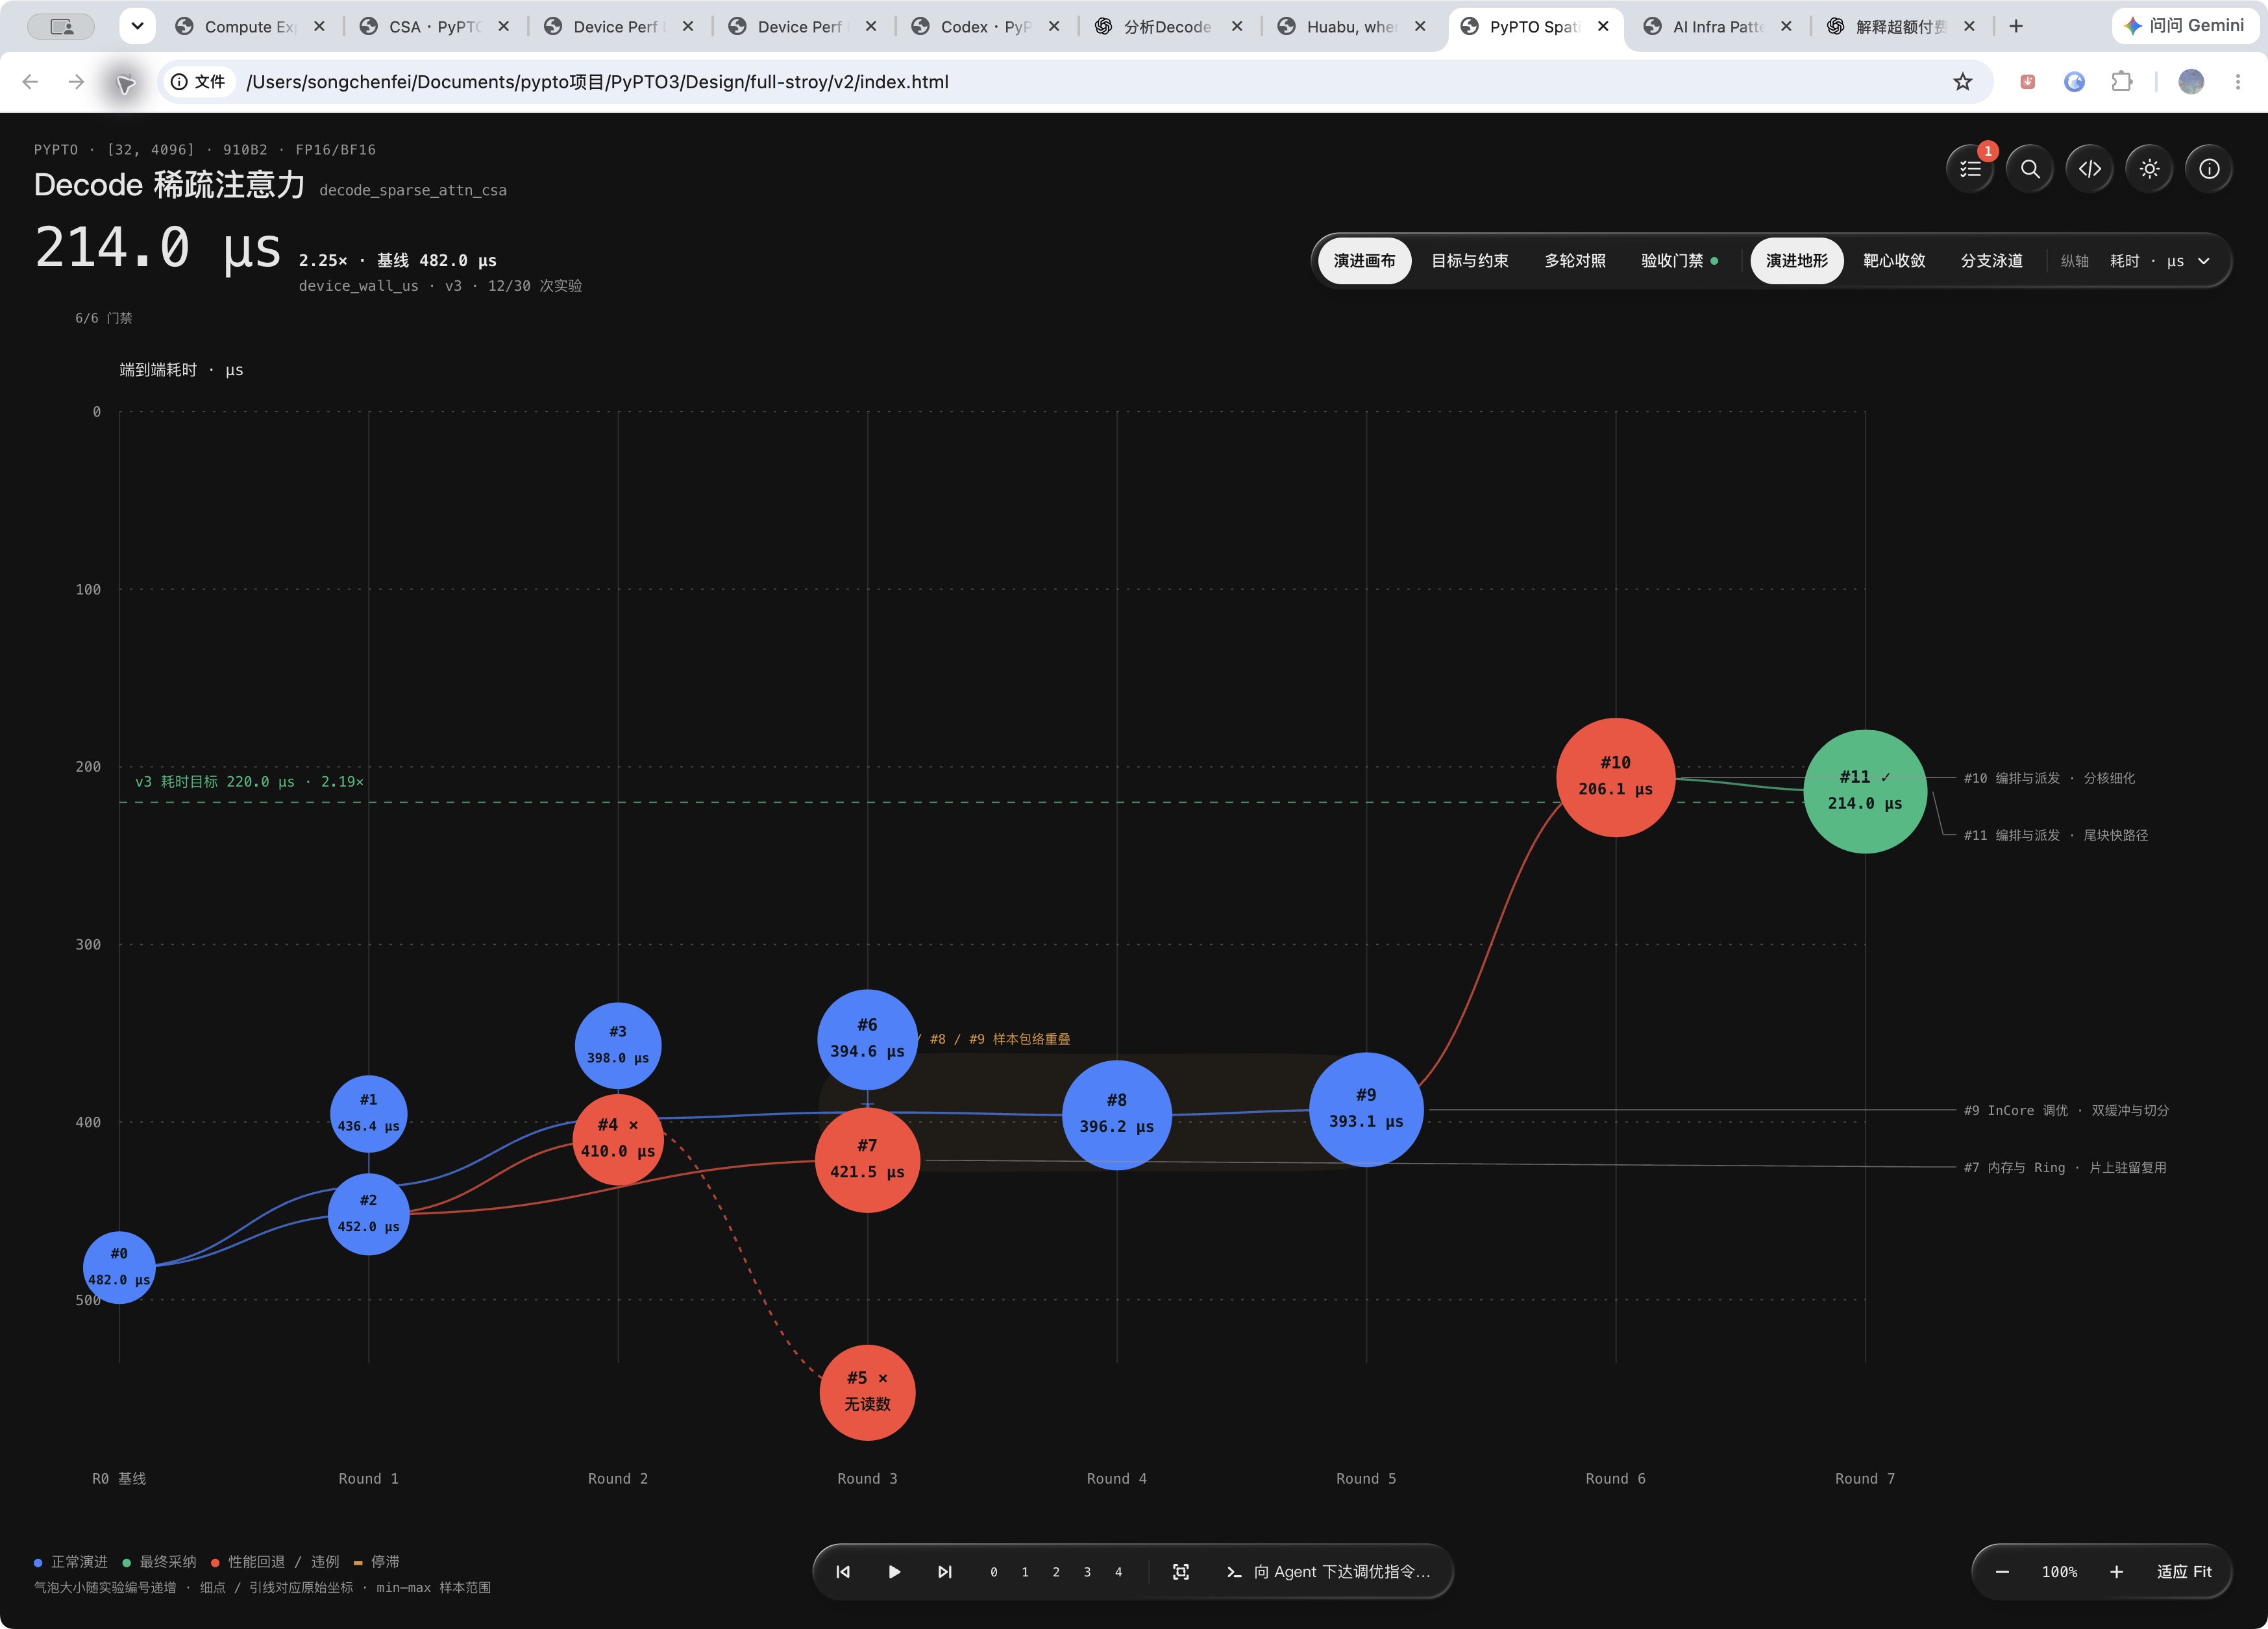 Compute Ex
CSA · PyPTC
Device Perf
Device Perf
Codex · PyP
分析Decode
Huabu, whe
PyPTO Spat
AI Infra Patte
解释超额付费
问问 Gemini
文件 /Users/songchenfei/Documents/pypto项目/PyPTO3/Design/full-stroy/v2/index.html
PYPTO · [32, 4096] · 910B2 · FP16/BF16
1
Decode 稀疏注意力 decode_sparse_attn_csa
214.0 μs 2.25× · 基线 482.0 μs
device_wall_us · v3 · 12/30 次实验
演进画布 目标与约束 多轮对照 验收门禁 演进地形 靶心收敛 分支泳道 纵轴 耗时 · μs
6/6 门禁
端到端耗时 · μs
0
100
200
v3 耗时目标 220.0 μs · 2.19×
300
400
500
#0
482.0 μs
#1
436.4 μs
#2
452.0 μs
#3
398.0 μs
#4 ×
410.0 μs
#5 ×
无读数
#6
394.6 μs
/ #8 / #9 样本包络重叠
#7
421.5 μs
#8
396.2 μs
#9
393.1 μs
#10
206.1 μs
#11 ✓
214.0 μs
#10 编排与派发 · 分核细化
#11 编排与派发 · 尾块快路径
#9 InCore 调优 · 双缓冲与切分
#7 内存与 Ring · 片上驻留复用
R0 基线 Round 1 Round 2 Round 3 Round 4 Round 5 Round 6 Round 7
正常演进 最终采纳 性能回退 / 违例 停滞
气泡大小随实验编号递增 · 细点 / 引线对应原始坐标 · min–max 样本范围
0 1 2 3 4 向 Agent 下达调优指令…
100% 适应 Fit